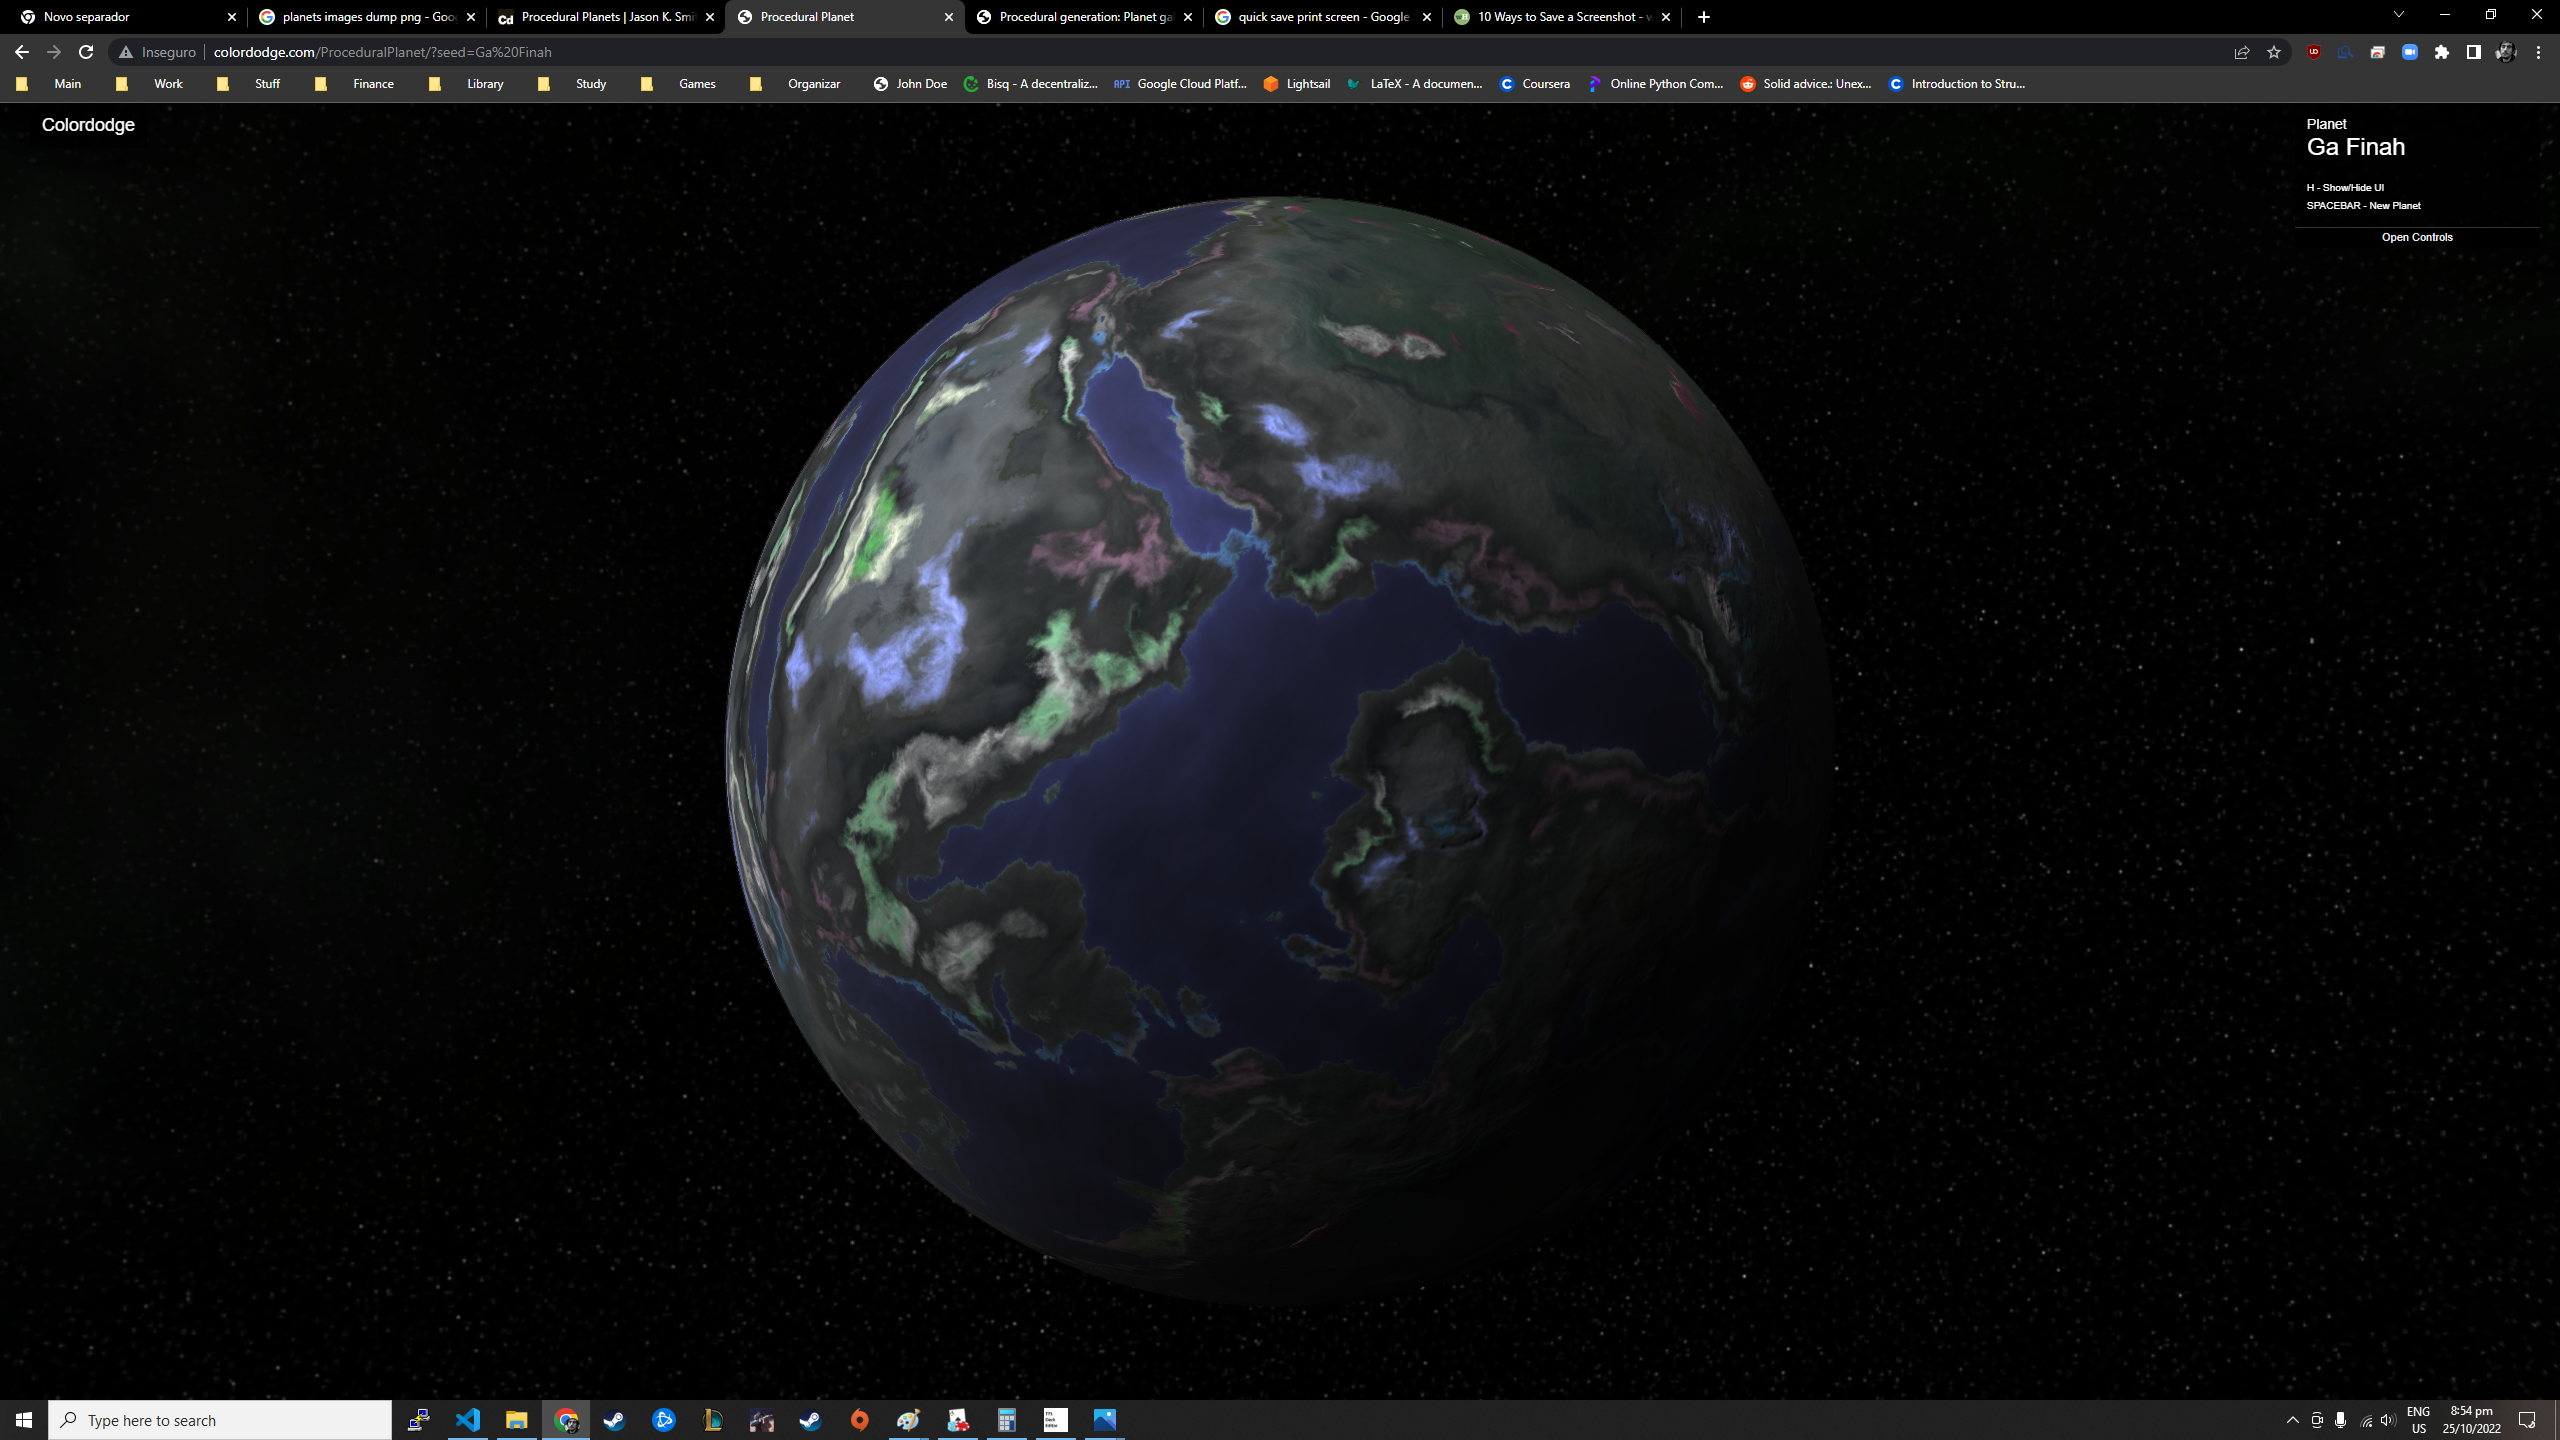 Novo separador
planets images dump png - Goo
Procedural Planets | Jason K. Smi
Procedural Planet
Procedural generation: Planet ga
quick save print screen - Google
10 Ways to Save a Screenshot - w
Inseguro
colordodge.com/ProceduralPlanet/?seed=Ga%20Finah
Main
Work
Stuff
Finance
Library
Study
Games
Organizar
John Doe
Bisq - A decentraliz...
API Google Cloud Platf...
Lightsail
LaTeX - A documen...
Coursera
Online Python Com...
Solid advice.: Unex...
Introduction to Stru...
Colordodge
Planet
Ga Finah
H - Show/Hide UI
SPACEBAR - New Planet
Open Controls
Type here to search
TTS
Deck
Editor
ENG
US
8:54 pm
25/10/2022